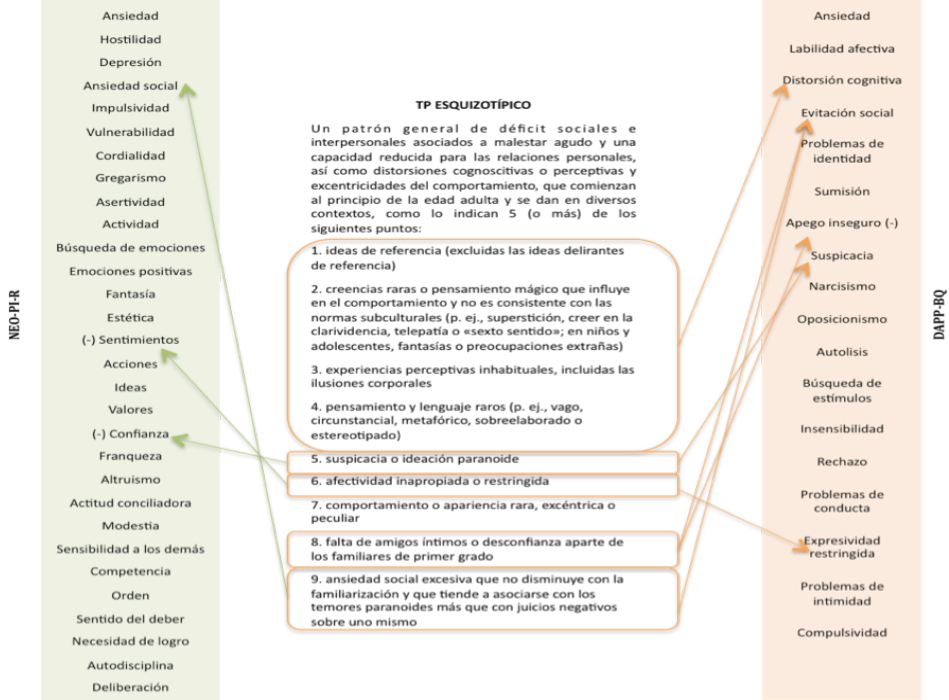 NEO-PI-R
Ansiedad
Hostilidad
Depresión
Ansiedad social
Impulsividad
Vulnerabilidad
Cordialidad
Gregarismo
Asertividad
Actividad
Búsqueda de emociones
Emociones positivas
Fantasía
Estética
(-) Sentimientos
Acciones
Ideas
Valores
(-) Confianza
Franqueza
Altruismo
Actitud conciliadora
Modestia
Sensibilidad a los demás
Competencia
Orden
Sentido del deber
Necesidad de logro
Autodisciplina
Deliberación
TP ESQUIZOTÍPICO
Un patrón general de déficit sociales e
interpersonales asociados a malestar agudo y una
capacidad reducida para las relaciones personales,
así como distorsiones cognoscitivas o perceptivas y
excentricidades del comportamiento, que comienzan
al principio de la edad adulta y se dan en diversos
contextos, como lo indican 5 (o más) de los
siguientes puntos:
1. ideas de referencia (excluidas las ideas delirantes
de referencia)
2. creencias raras o pensamiento mágico que influye
en el comportamiento y no es consistente con las
normas subculturales (p. ej., superstición, creer en la
clarividencia, telepatía o «sexto sentido»; en niños y
adolescentes, fantasías o preocupaciones extrañas)
3. experiencias perceptivas inhabituales, incluidas las
ilusiones corporales
4. pensamiento y lenguaje raros (p. ej., vago,
circunstancial, metafórico, sobreelaborado o
estereotipado)
5. suspicacia o ideación paranoide
6. afectividad inapropiada o restringida
7. comportamiento o apariencia rara, excéntrica o
peculiar
8. falta de amigos íntimos o desconfianza aparte de
los familiares de primer grado
9. ansiedad social excesiva que no disminuye con la
familiarización y que tiende a asociarse con los
temores paranoides más que con juicios negativos
sobre uno mismo
Ansiedad
Labilidad afectiva
Distorsión cognitiva
Evitación social
Problemas de
identidad
Sumisión
Apego inseguro (-)
Suspicacia
Narcisismo
Oposicionismo
Autolisis
Búsqueda de
estímulos
Insensibilidad
Rechazo
Problemas de
conducta
Expresividad
restringida
Problemas de
intimidad
Compulsividad
DAPP-BQ